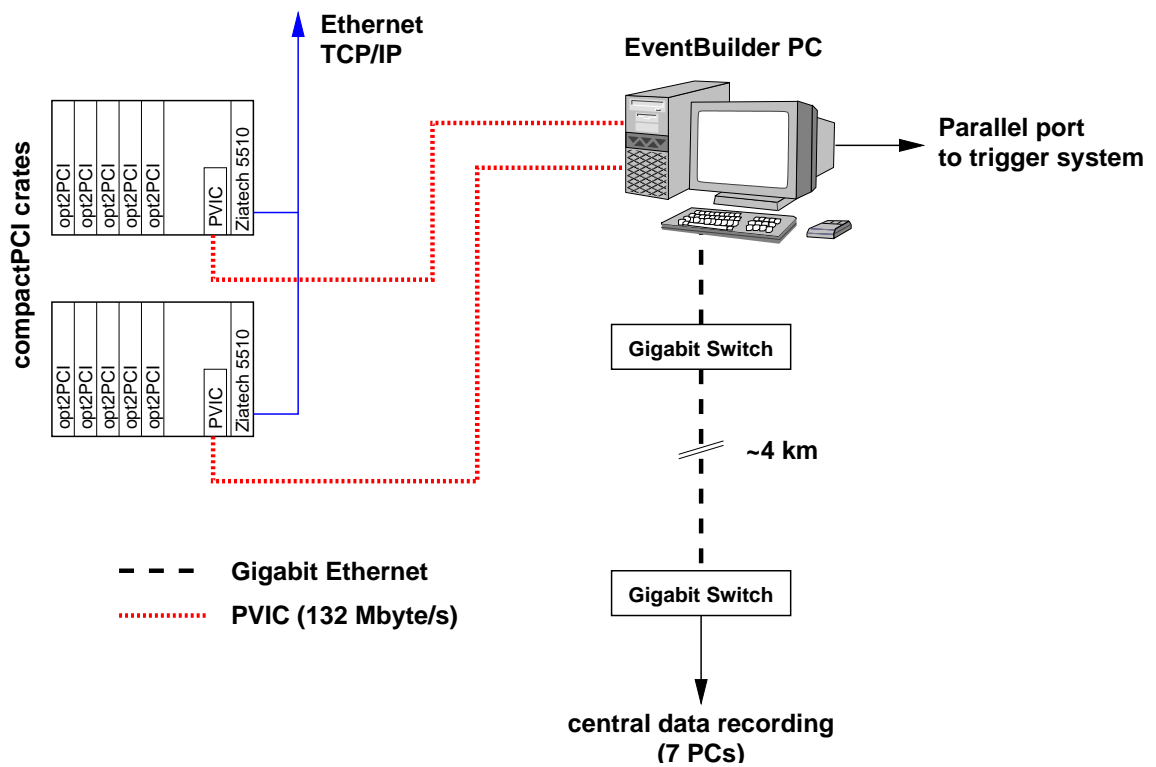 Ethernet
TCP/IP
EventBuilder PC
Parallel port
to trigger system
compactPCI crates
opt2PCI
opt2PCI
opt2PCI
opt2PCI
opt2PCI
PVIC
Ziatech 5510
opt2PCI
opt2PCI
opt2PCI
opt2PCI
opt2PCI
PVIC
Ziatech 5510
Gigabit Switch
~4 km
Gigabit Ethernet
PVIC (132 Mbyte/s)
Gigabit Switch
central data recording
(7 PCs)